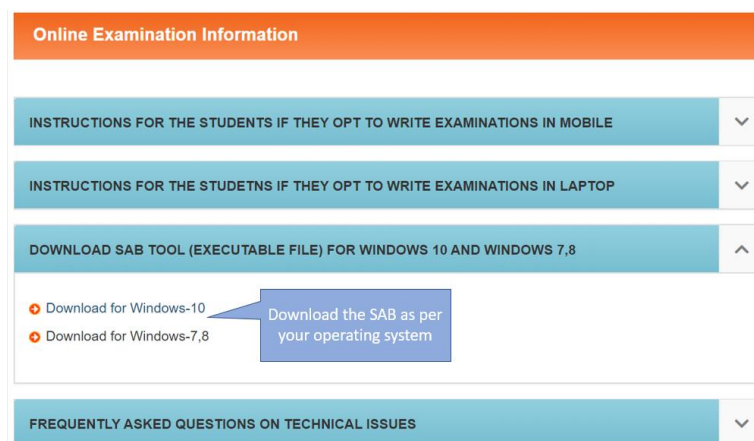 Online Examination Information
INSTRUCTIONS FOR THE STUDENTS IF THEY OPT TO WRITE EXAMINATIONS IN MOBILE
INSTRUCTIONS FOR THE STUDETNS IF THEY OPT TO WRITE EXAMINATIONS IN LAPTOP
DOWNLOAD SAB TOOL (EXECUTABLE FILE) FOR WINDOWS 10 AND WINDOWS 7,8
Download for Windows-10
Download for Windows-7,8
Download the SAB as per
your operating system
FREQUENTLY ASKED QUESTIONS ON TECHNICAL ISSUES